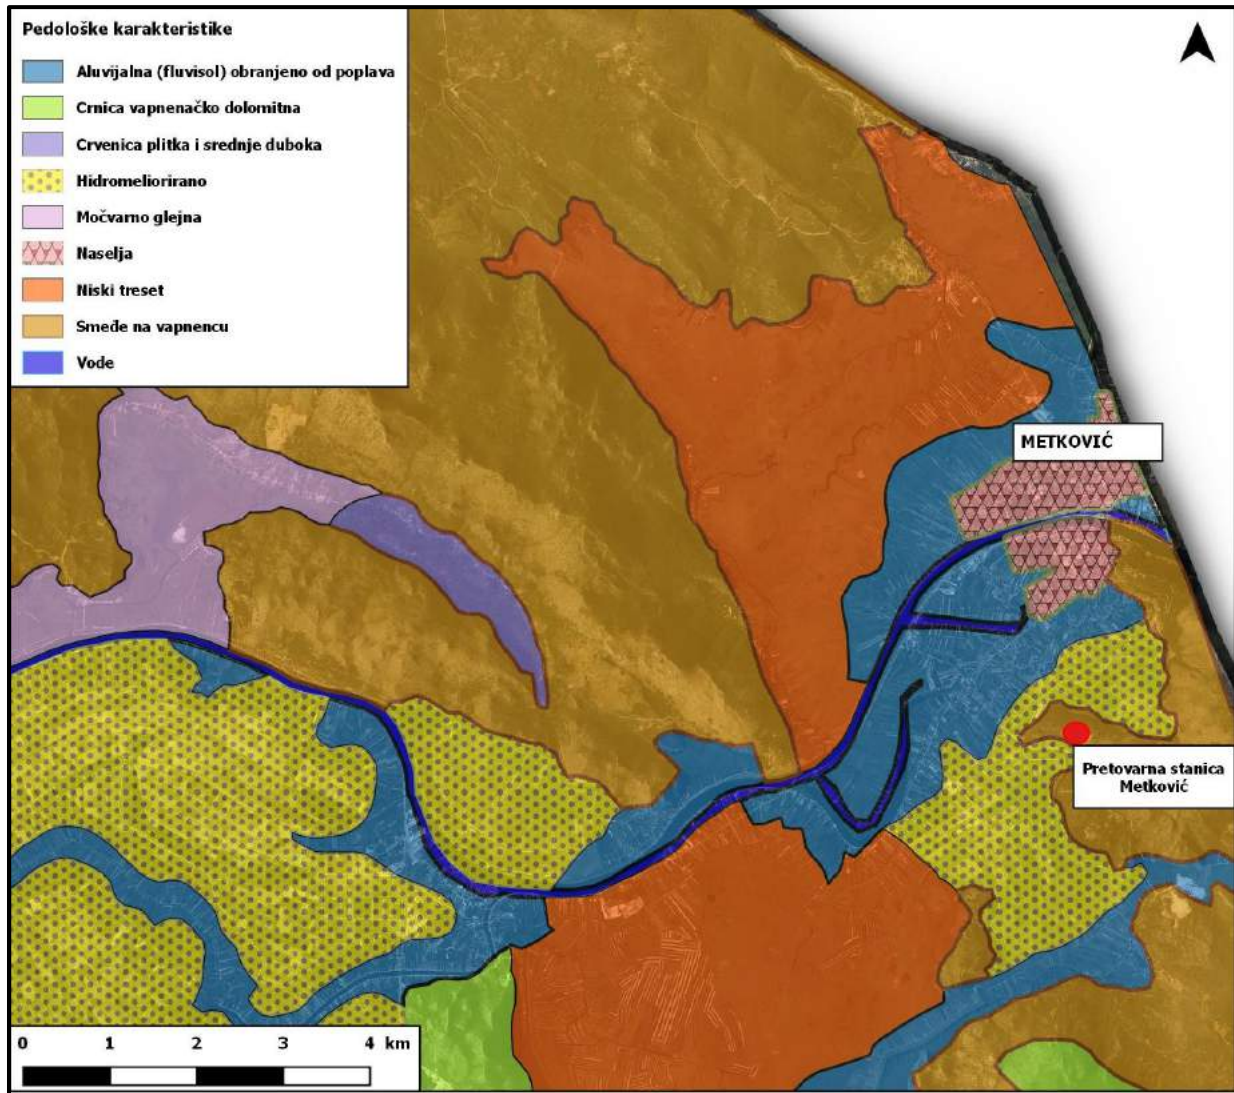 Pedološke karakteristike
Aluvijalna (fluvisol) obranjeno od poplava
Crnica vapnenačko dolomitna
Crvenica plitka i srednje duboka
Hidromeliorirano
Močvarno glejna
Naselja
Niski treset
Smeđe na vapnencu
Vode
METKOVIĆ
Pretovarna stanica
Metković
0 1 2 3 4 km